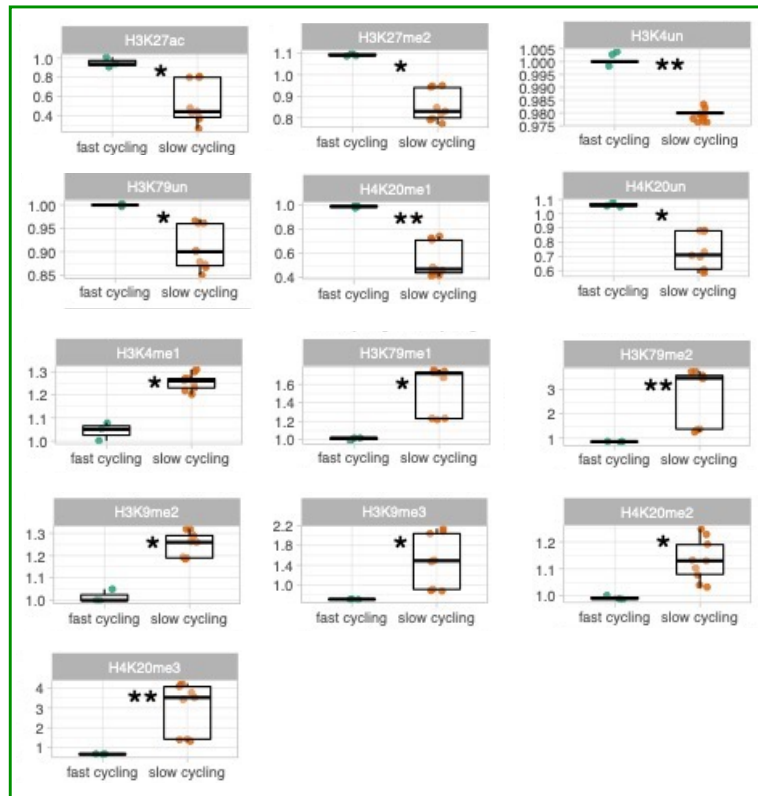 H3K27ac H3K27me2 H3K4un
1.0 0.8 0.6 0.4 * 1.1 1.0 0.9 0.8 * 1.005 1.000 0.995 0.990 0.980 0.975 **
fast cycling slow cycling fast cycling slow cycling fast cycling slow cycling
H3K79un H4K20me1 H4K20un
1.00 0.95 0.90 0.85 * 1.0 0.8 0.6 0.4 ** 1.1 1.0 0.9 0.8 0.7 0.6 *
fast cycling slow cycling fast cycling slow cycling fast cycling slow cycling
H3K4me1 H3K79me1 H3K79me2
1.3 1.2 1.1 1.0 * 1.6 1.4 1.2 1.0 * 3 2 1 **
fast cycling slow cycling fast cycling slow cycling fast cycling slow cycling
H3K9me2 H3K9me3 H4K20me2
1.3 1.2 1.1 1.0 * 2.2 1.8 1.4 1.0 * 1.2 1.1 1.0 *
fast cycling slow cycling fast cycling slow cycling fast cycling slow cycling
H4K20me3
4 3 2 1 **
fast cycling slow cycling